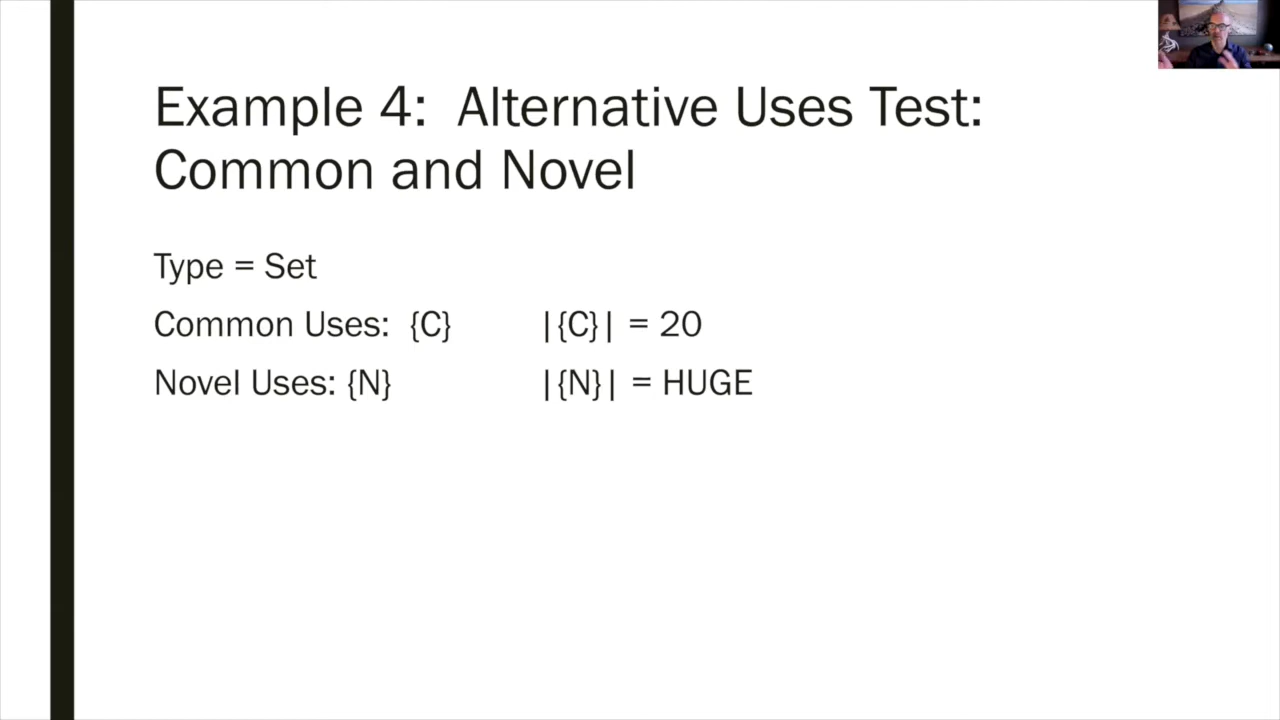 Example 4:  Alternative Uses Test:
Common and Novel
Type = Set
Common Uses:  {C}  |{C}| = 20
Novel Uses: {N}  |{N}| = HUGE